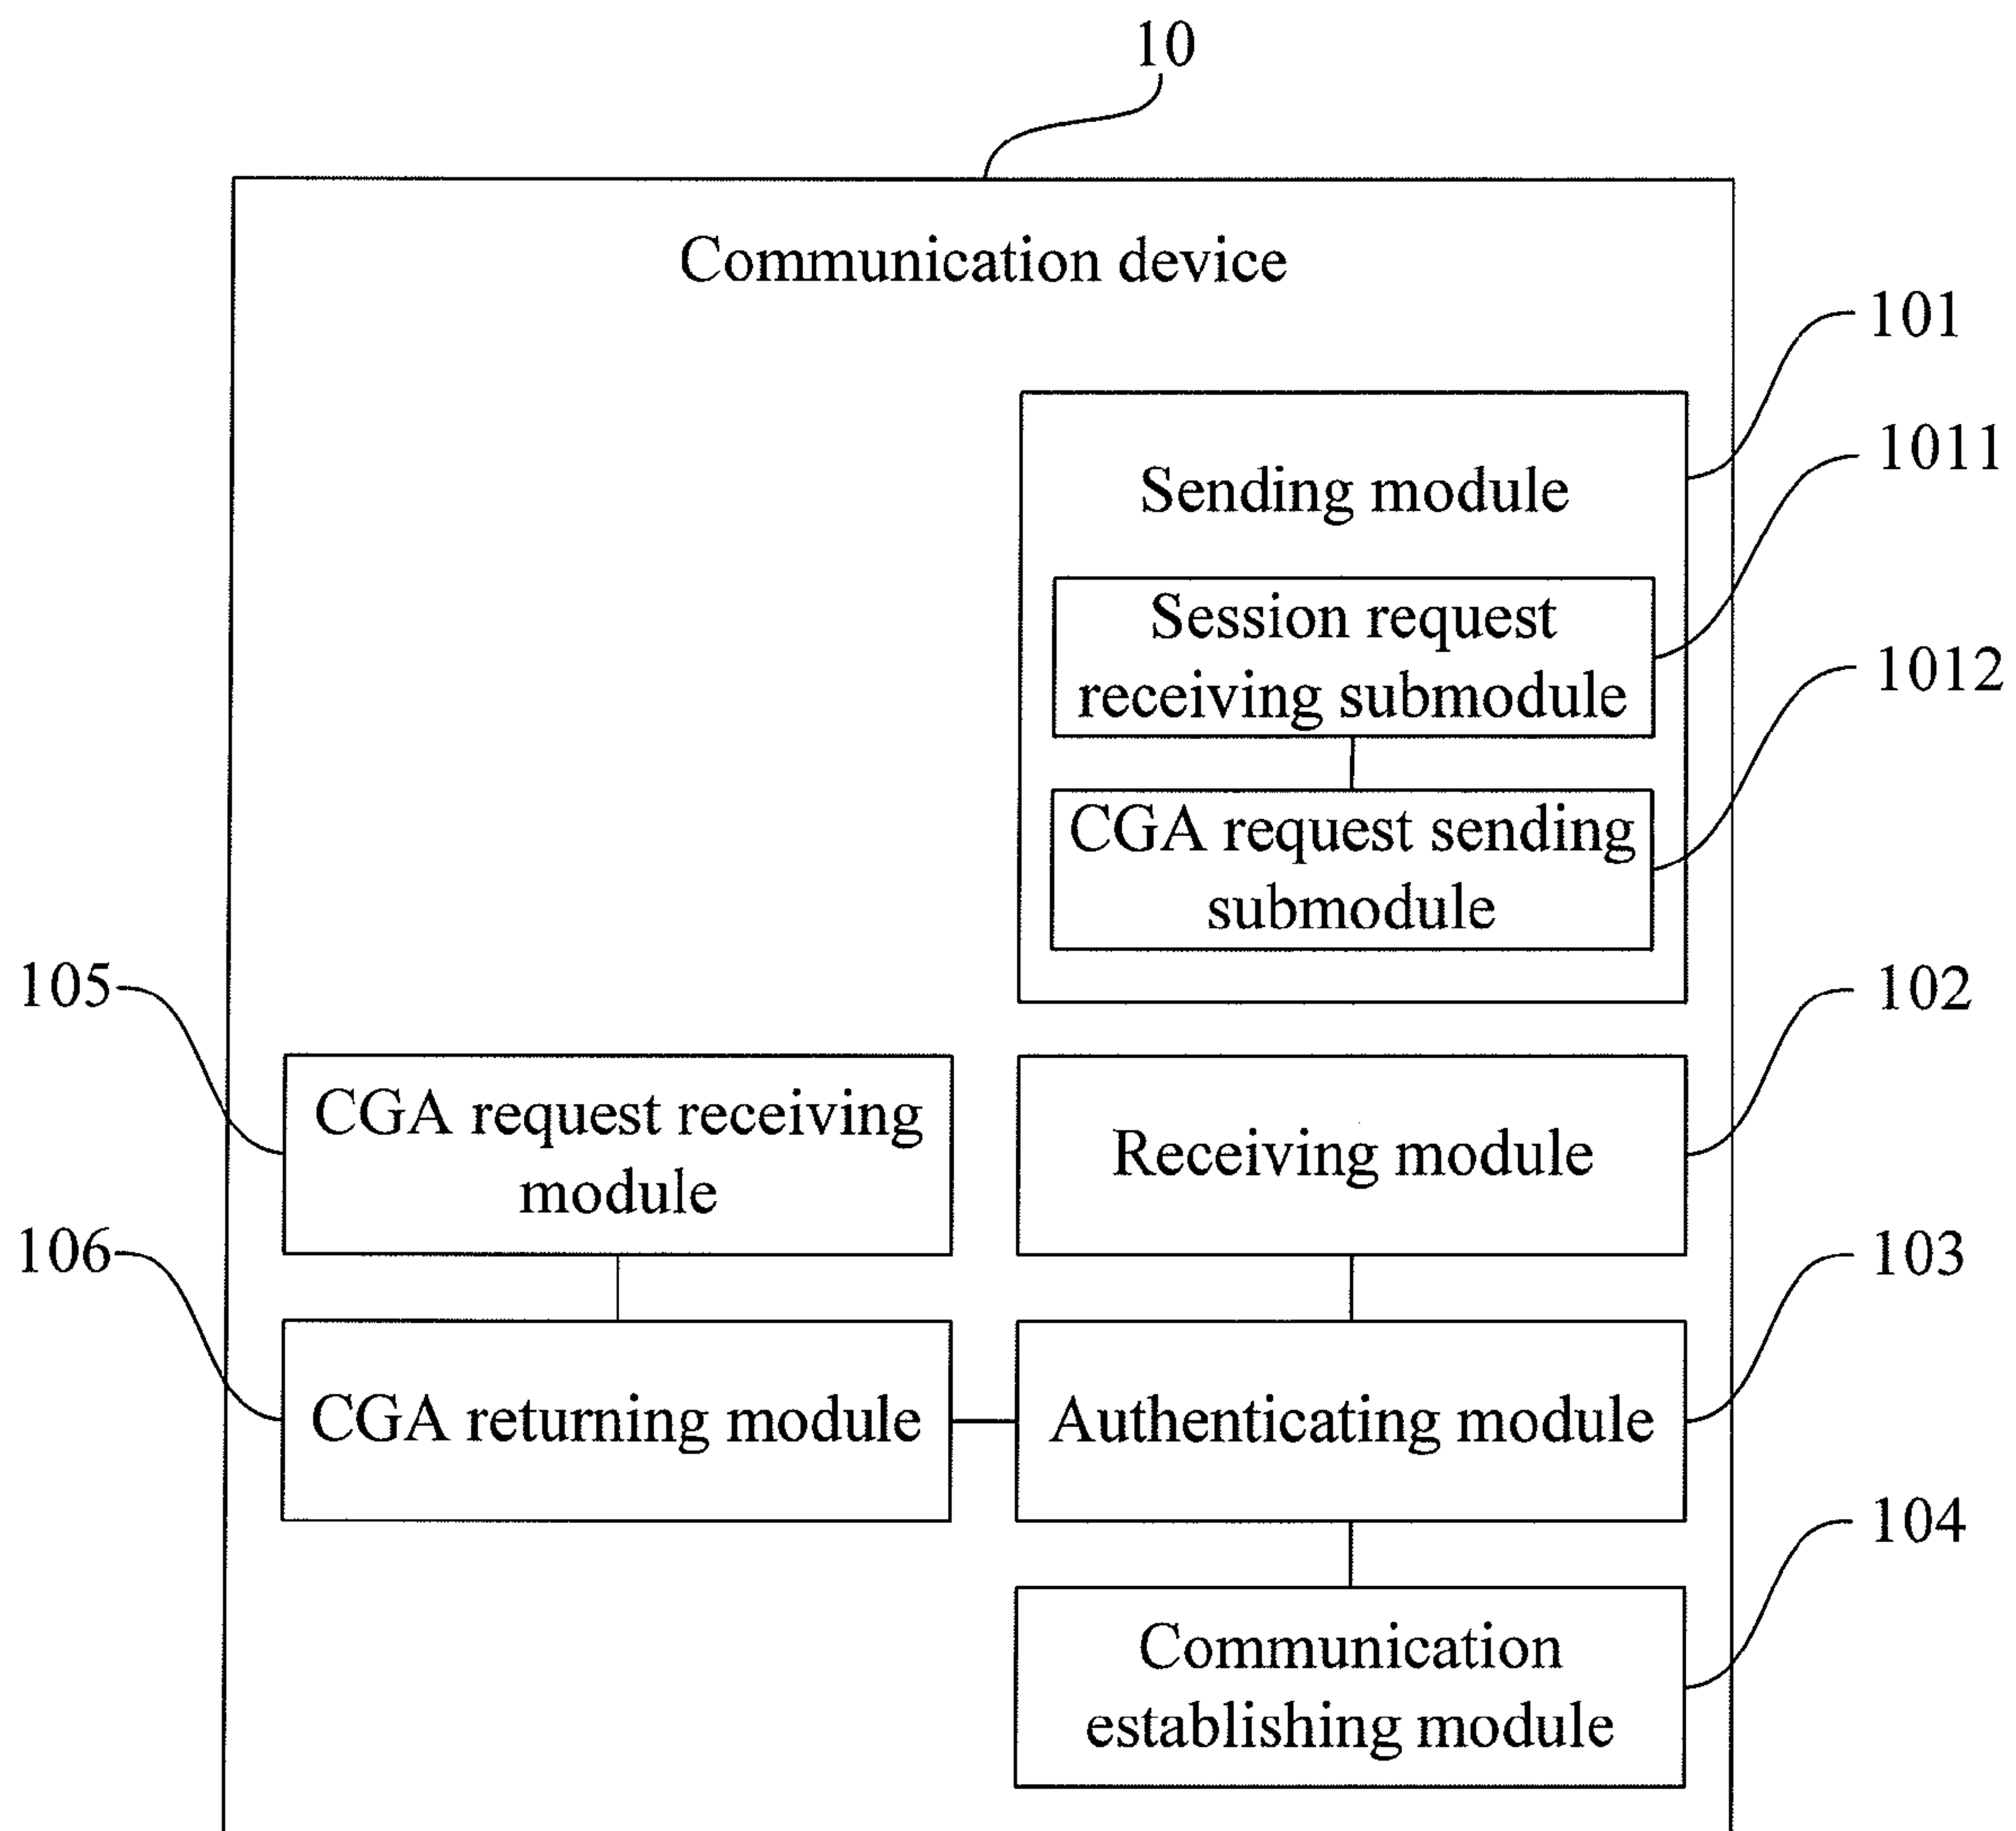 10
Communication device
101
Sending module
1011
Session request
receiving submodule
1012
CGA request sending
submodule
105
CGA request receiving
module
102
Receiving module
106
CGA returning module
103
Authenticating module
104
Communication
establishing module